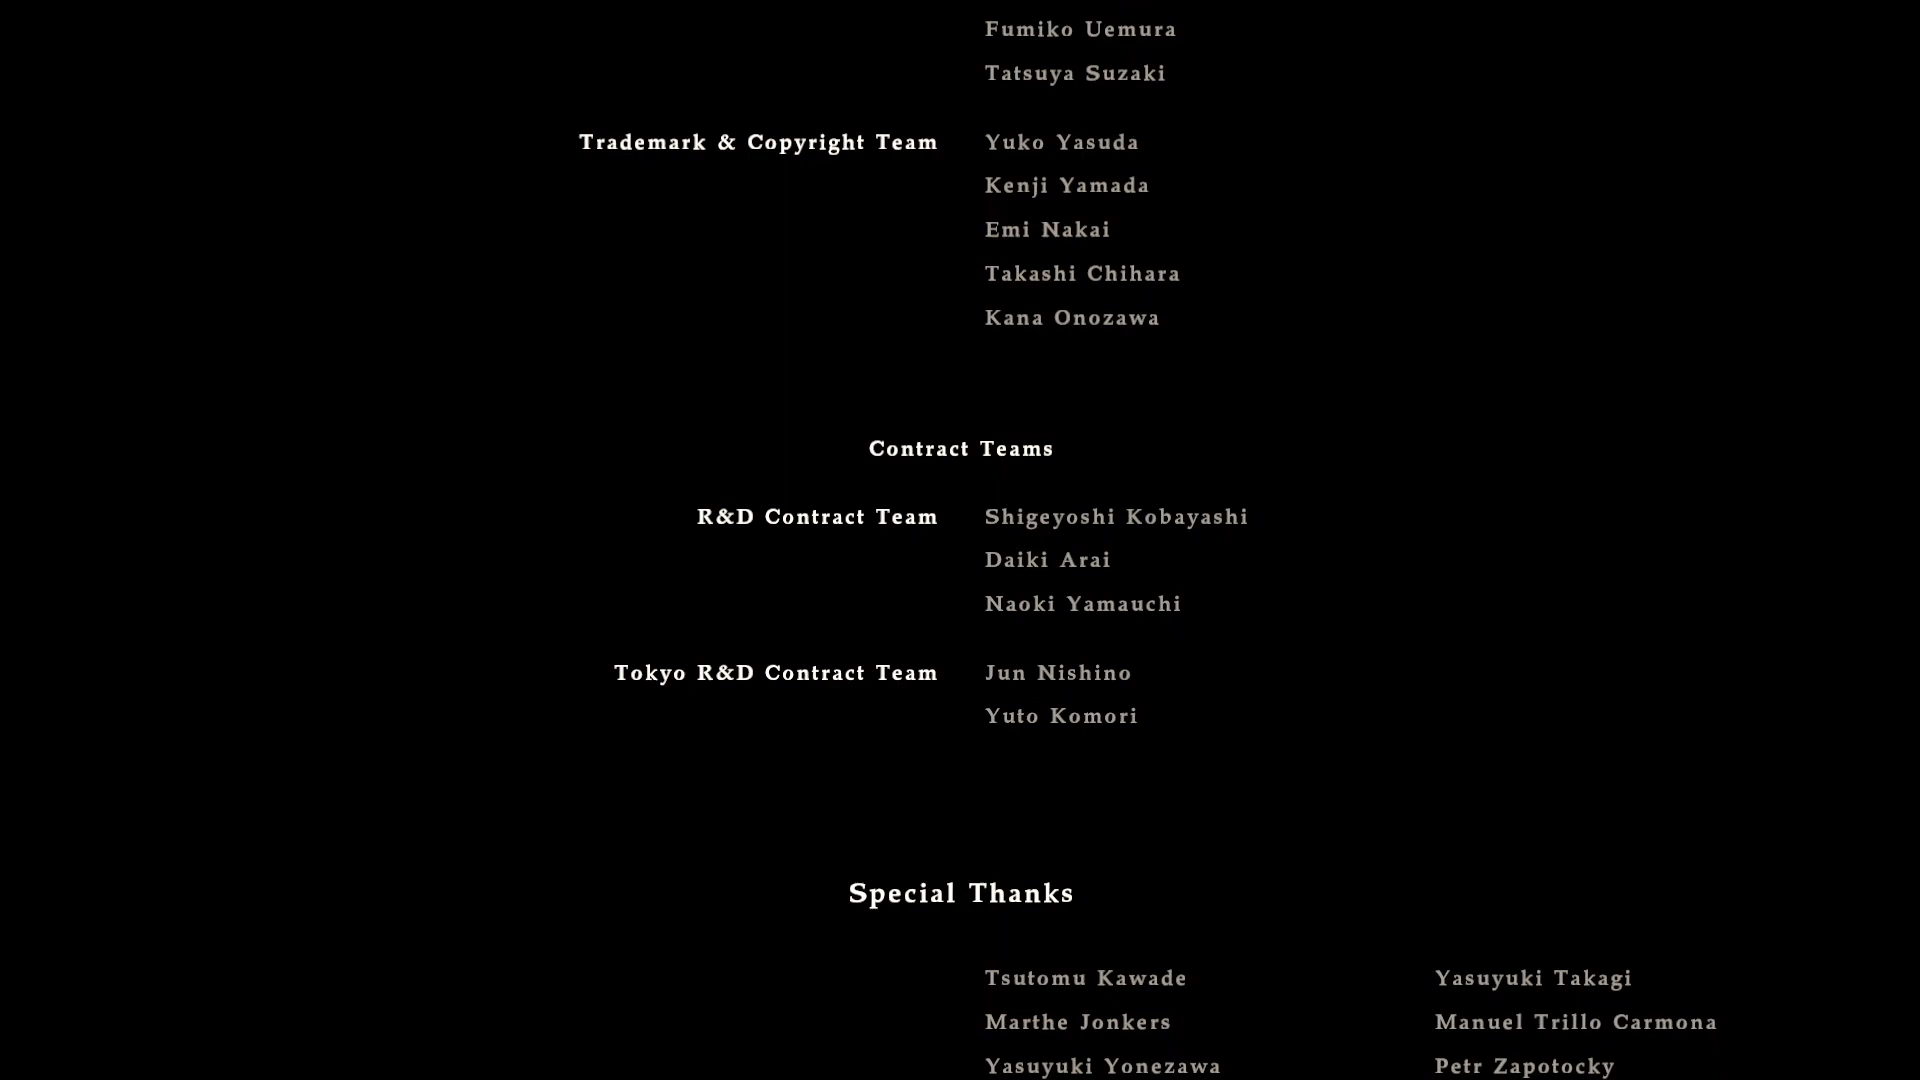 Fumiko Uemura
Tatsuya Suzaki
Trademark & Copyright Team Yuko Yasuda
Kenji Yamada
Emi Nakai
Takashi Chihara
Kana Onozawa
Contract Teams
R&D Contract Team Shigeyoshi Kobayashi
Daiki Arai
Naoki Yamauchi
Tokyo R&D Contract Team Jun Nishino
Yuto Komori
Special Thanks
Tsutomu Kawade Yasuyuki Takagi
Marthe Jonkers Manuel Trillo Carmona
Yasuyuki Yonezawa Petr Zapotocky